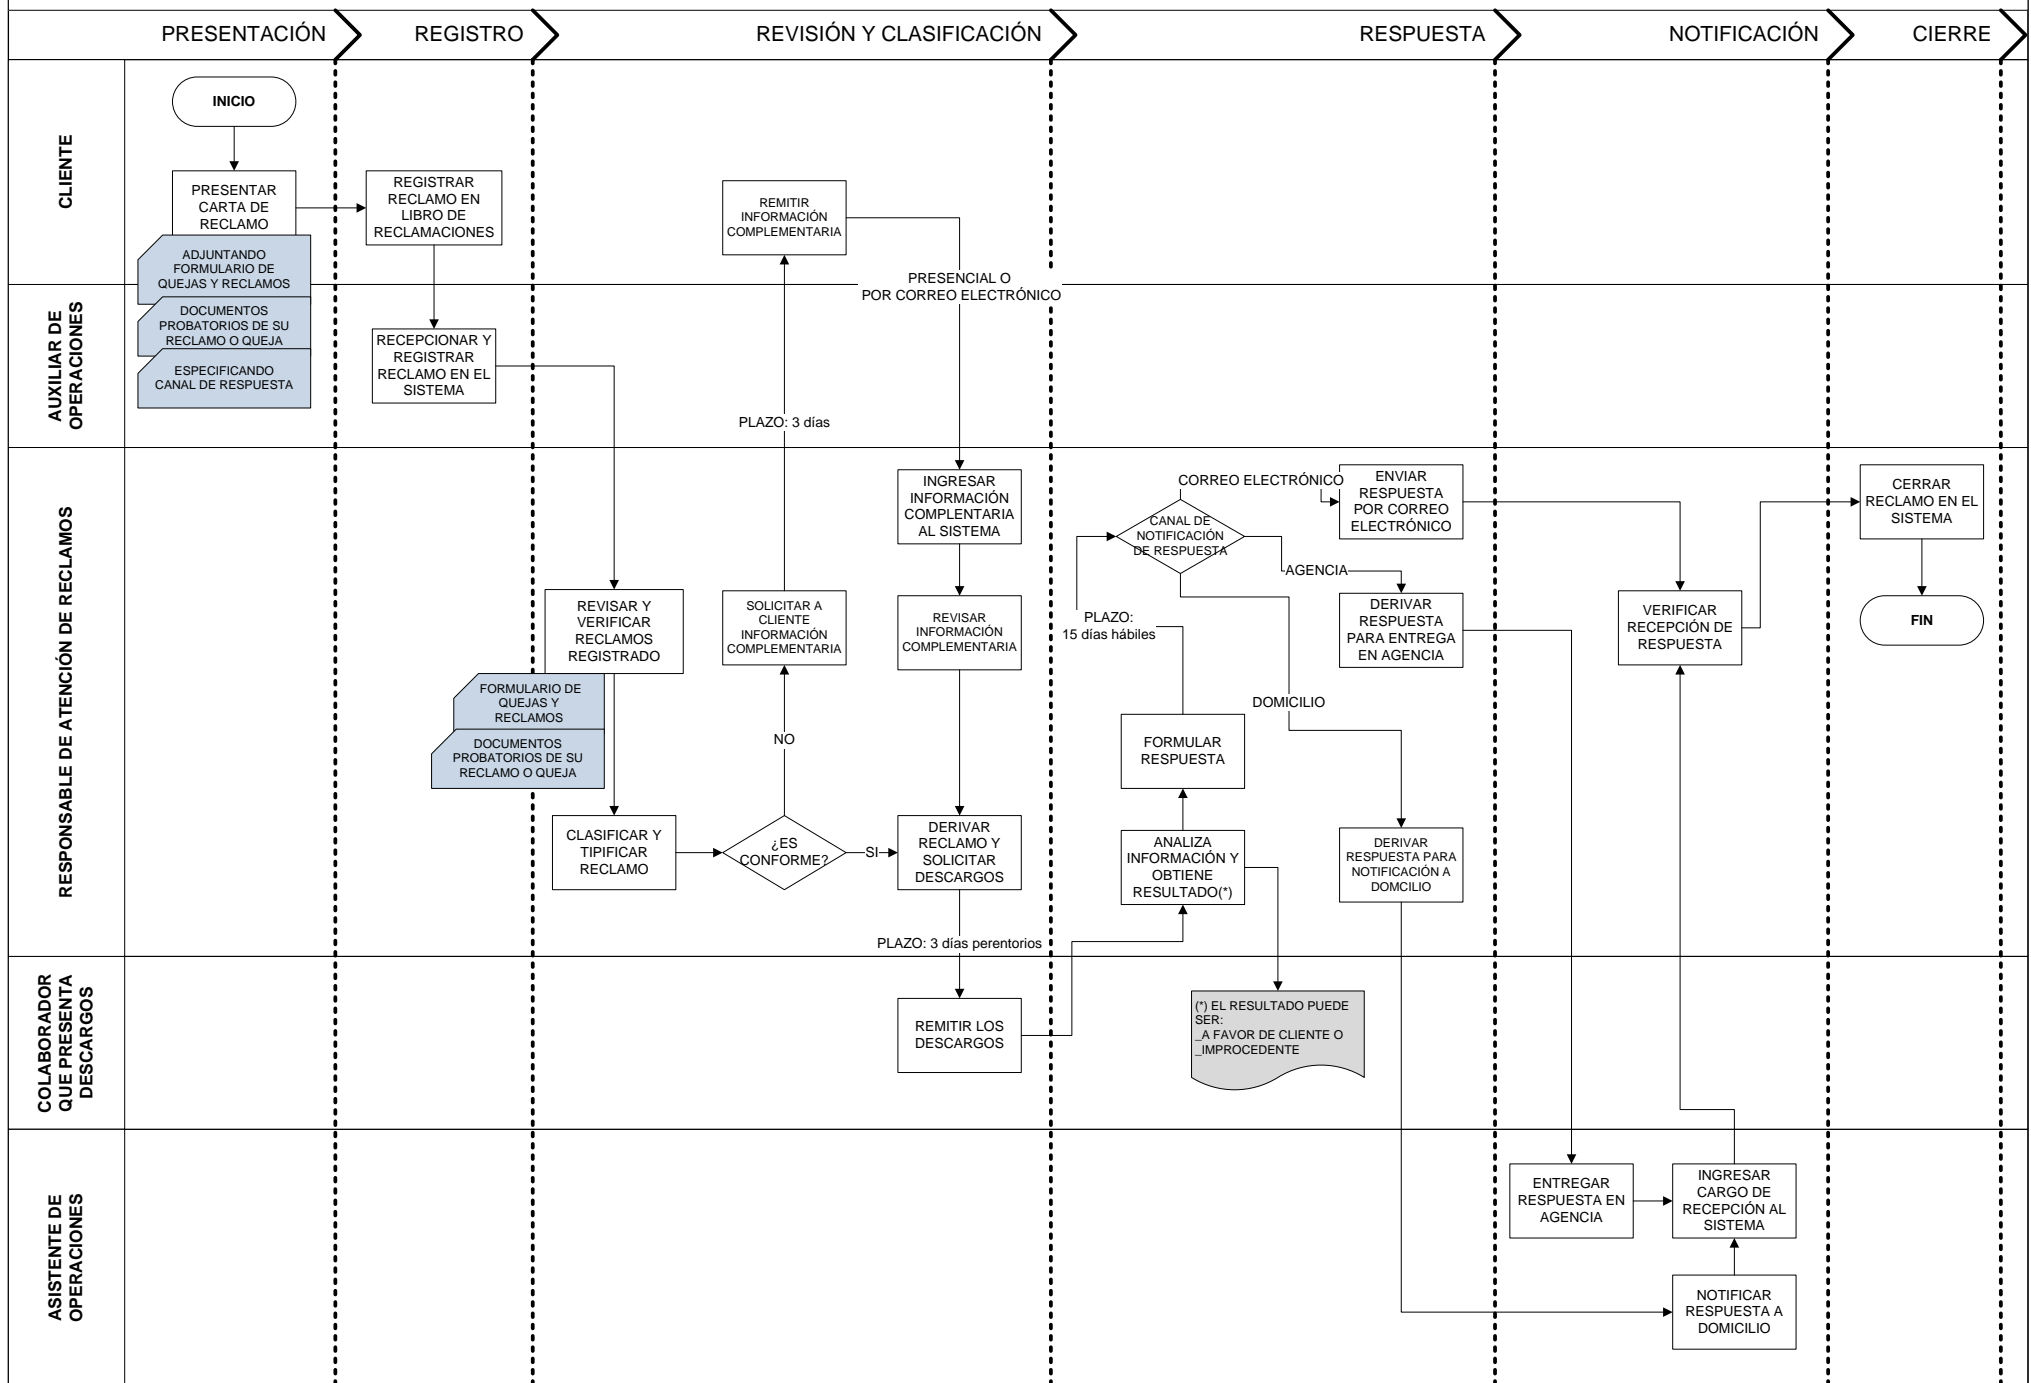 PRESENTACIÓN
REGISTRO
REVISIÓN Y CLASIFICACIÓN
RESPUESTA
NOTIFICACIÓN
CIERRE
CLIENTE
INICIO
PRESENTAR
CARTA DE
RECLAMO
ADJUNTANDO
FORMULARIO DE
QUEJAS Y RECLAMOS
DOCUMENTOS
PROBATORIOS DE SU
RECLAMO O QUEJA
ESPECIFICANDO
CANAL DE RESPUESTA
REGISTRAR
RECLAMO EN
LIBRO DE
RECLAMACIONES
REMITIR
INFORMACIÓN
COMPLEMENTARIA
PRESENCIAL O
POR CORREO ELECTRÓNICO
AUXILIAR DE
OPERACIONES
RECEPCIONAR Y
REGISTRAR
RECLAMO EN EL
SISTEMA
PLAZO: 3 días
RESPONSABLE DE ATENCIÓN DE RECLAMOS
REVISAR Y
VERIFICAR
RECLAMOS
REGISTRADO
FORMULARIO DE
QUEJAS Y
RECLAMOS
DOCUMENTOS
PROBATORIOS DE SU
RECLAMO O QUEJA
CLASIFICAR Y
TIPIFICAR
RECLAMO
SOLICITAR A
CLIENTE
INFORMACIÓN
COMPLEMENTARIA
NO
¿ES
CONFORME?
SI
INGRESAR
INFORMACIÓN
COMPLENTARIA
AL SISTEMA
REVISAR
INFORMACIÓN
COMPLEMENTARIA
DERIVAR
RECLAMO Y
SOLICITAR
DESCARGOS
PLAZO: 3 días perentorios
CORREO ELECTRÓNICO
CANAL DE
NOTIFICACIÓN
DE RESPUESTA
AGENCIA
PLAZO:
15 días hábiles
DOMICILIO
FORMULAR
RESPUESTA
ANALIZA
INFORMACIÓN Y
OBTIENE
RESULTADO(*)
ENVIAR
RESPUESTA
POR CORREO
ELECTRÓNICO
DERIVAR
RESPUESTA
PARA ENTREGA
EN AGENCIA
DERIVAR
RESPUESTA PARA
NOTIFICACIÓN A
DOMCILIO
VERIFICAR
RECEPCIÓN DE
RESPUESTA
CERRAR
RECLAMO EN EL
SISTEMA
FIN
COLABORADOR
QUE PRESENTA
DESCARGOS
REMITIR LOS
DESCARGOS
(*) EL RESULTADO PUEDE
SER:
_A FAVOR DE CLIENTE O
_IMPROCEDENTE
ASISTENTE DE
OPERACIONES
ENTREGAR
RESPUESTA EN
AGENCIA
INGRESAR
CARGO DE
RECEPCIÓN AL
SISTEMA
NOTIFICAR
RESPUESTA A
DOMICILIO